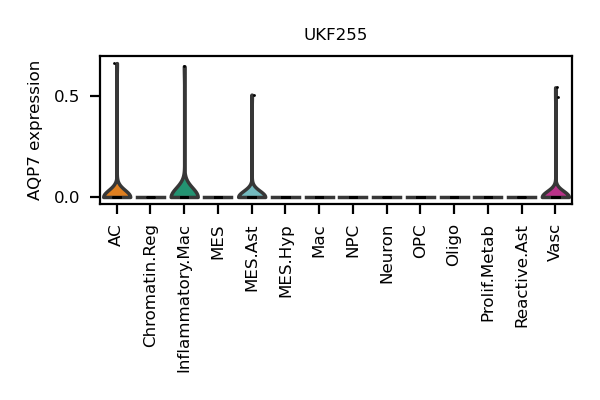 UKF255
AQP7 expression
0.5
0.0
AC
Chromatin.Reg
Inflammatory.Mac
MES
MES.Ast
MES.Hyp
Mac
NPC
Neuron
OPC
Oligo
Prolif.Metab
Reactive.Ast
Vasc